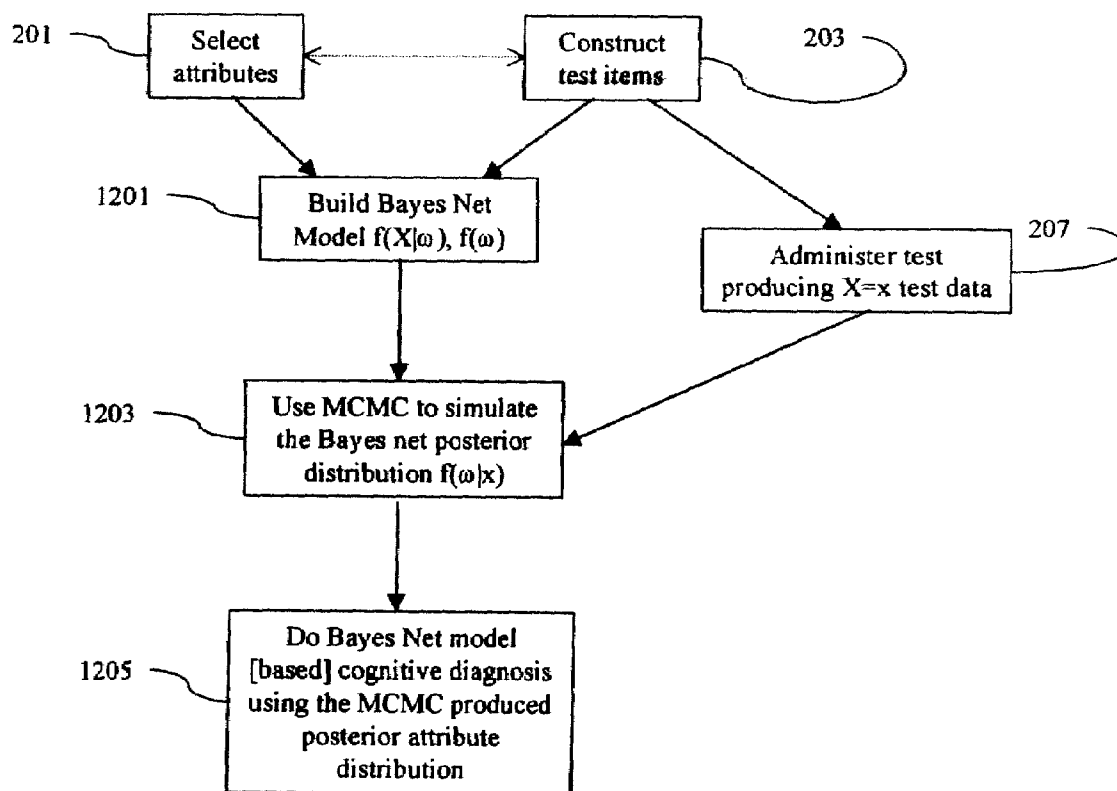 201
Select
attributes
Construct
test items
203
1201
Build Bayes Net
Model f(X|ω), f(ω)
207
Administer test
producing X=x test data
1203
Use MCMC to simulate
the Bayes net posterior
distribution f(ω|x)
1205
Do Bayes Net model
[based] cognitive diagnosis
using the MCMC produced
posterior attribute
distribution